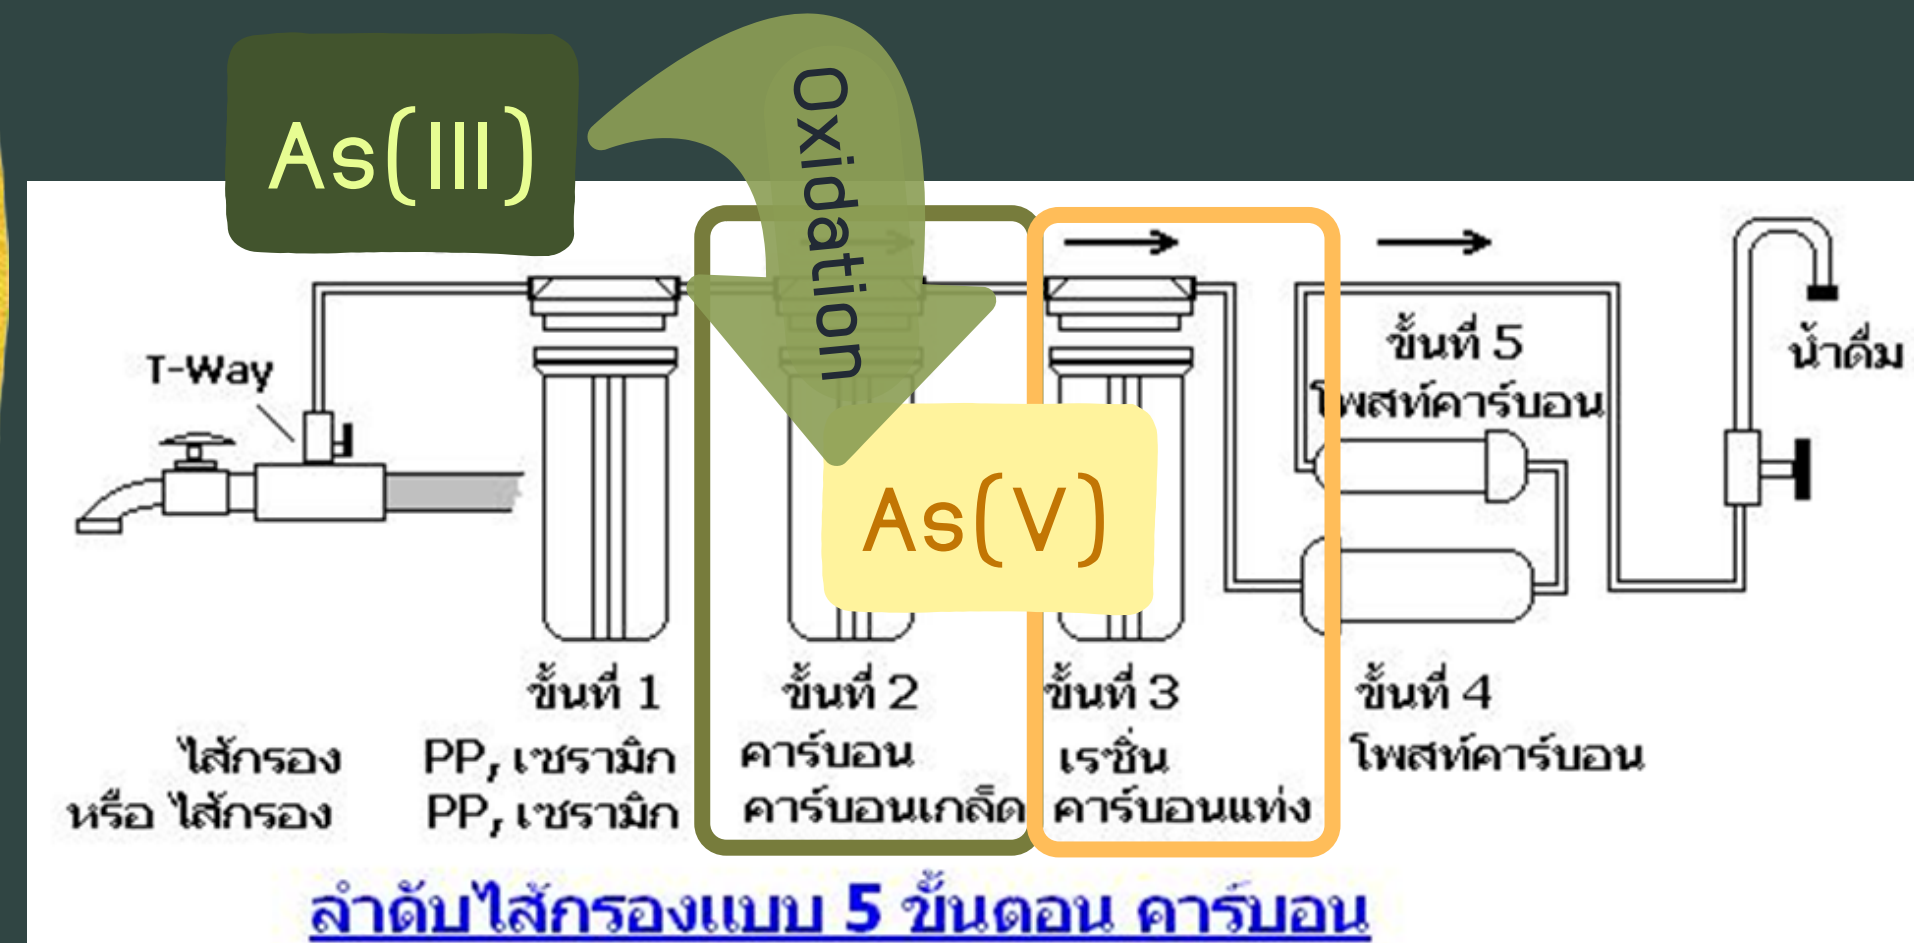 As(III)
Oxidation
As(V)
T-Way
ขั้นที่ 5
โพสท์คาร์บอน
น้ำดื่ม
ขั้นที่ 1
ขั้นที่ 2
ขั้นที่ 3
ขั้นที่ 4
ไส้กรอง PP, เซรามิก คาร์บอน เรซิ่น โพสท์คาร์บอน
หรือ ไส้กรอง PP, เซรามิก คาร์บอนเกล็ด คาร์บอนแท่ง
ลำดับไส้กรองแบบ 5 ขั้นตอน คาร์บอน